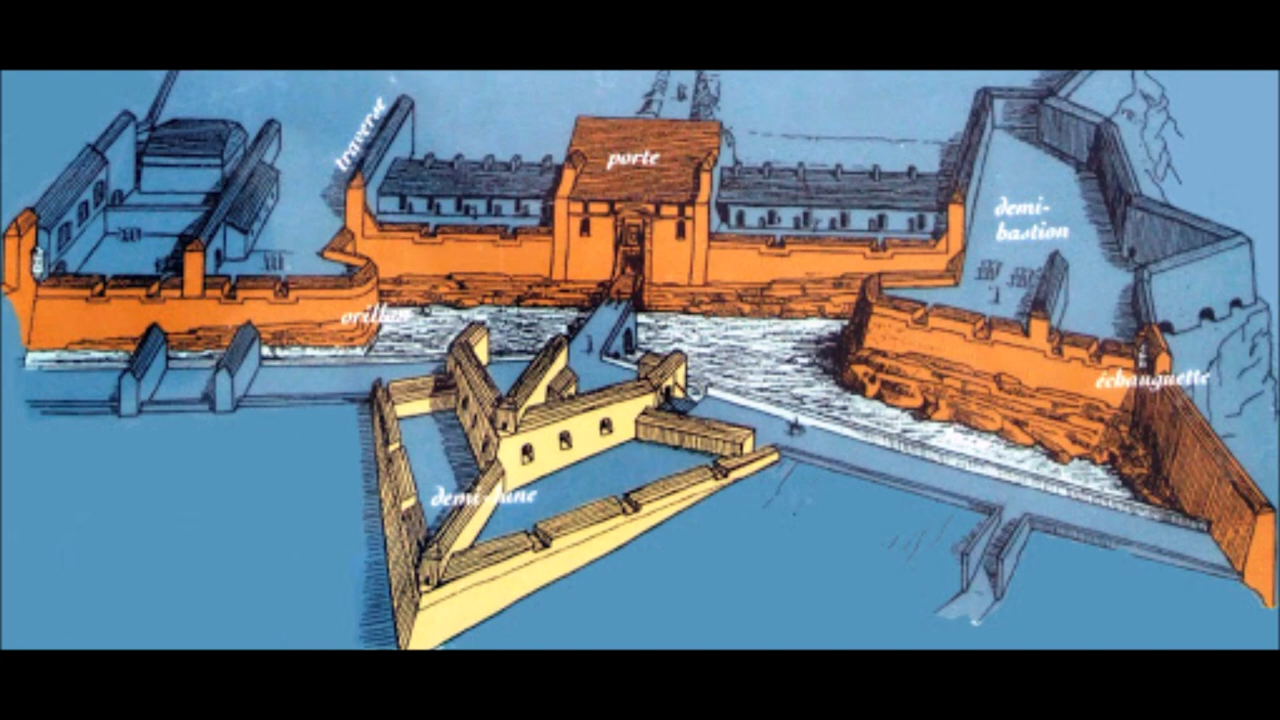 traverse
porte
demi-
bastion
orillon
échauguette
demi-lune